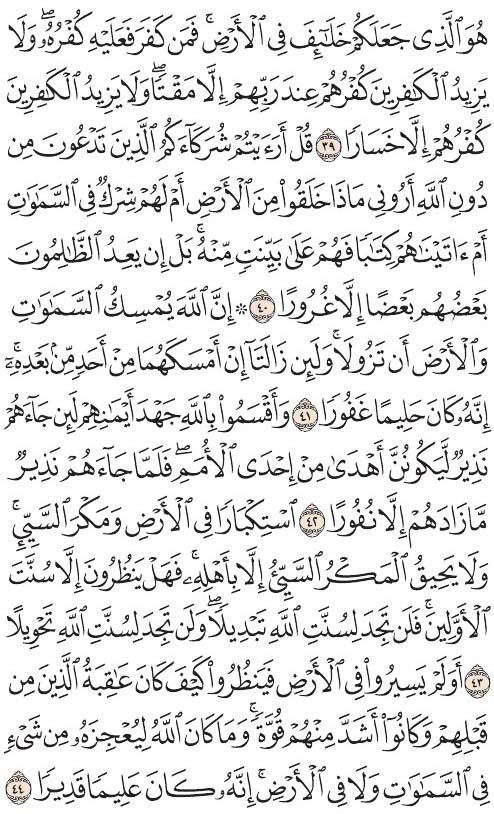 هُوَ ٱلَّذِى جَعَلَكُمْ خَلَـٰٓئِفَ فِى ٱلْأَرْضِ ۚ فَمَن كَفَرَ فَعَلَيْهِ كُفْرُهُۥ ۖ وَلَا
يَزِيدُ ٱلْكَـٰفِرِينَ كُفْرُهُمْ عِندَ رَبِّهِمْ إِلَّا مَقْتًا ۖ وَلَا يَزِيدُ ٱلْكَـٰفِرِينَ
كُفْرُهُمْ إِلَّا خَسَارًا ٣٩ قُلْ أَرَءَيْتُمْ شُرَكَآءَكُمُ ٱلَّذِينَ تَدْعُونَ مِن
دُونِ ٱللَّهِ أَرُونِى مَاذَا خَلَقُوا۟ مِنَ ٱلْأَرْضِ أَمْ لَهُمْ شِرْكٌ فِى ٱلسَّمَـٰوَٰتِ
أَمْ ءَاتَيْنَـٰهُمْ كِتَـٰبًا فَهُمْ عَلَىٰ بَيِّنَتٍ مِّنْهُ ۚ بَلْ إِن يَعِدُ ٱلظَّـٰلِمُونَ
بَعْضُهُم بَعْضًا إِلَّا غُرُورًا ٤٠ ۞ إِنَّ ٱللَّهَ يُمْسِكُ ٱلسَّمَـٰوَٰتِ
وَٱلْأَرْضَ أَن تَزُولَا ۚ وَلَئِن زَالَتَآ إِنْ أَمْسَكَهُمَا مِنْ أَحَدٍ مِّنۢ بَعْدِهِۦٓ ۚ
إِنَّهُۥ كَانَ حَلِيمًا غَفُورًا ٤١ وَأَقْسَمُوا۟ بِٱللَّهِ جَهْدَ أَيْمَـٰنِهِمْ لَئِن جَآءَهُمْ
نَذِيرٌ لَّيَكُونُنَّ أَهْدَىٰ مِنْ إِحْدَى ٱلْأُمَمِ ۖ فَلَمَّا جَآءَهُمْ نَذِيرٌ
مَّا زَادَهُمْ إِلَّا نُفُورًا ٤٢ ٱسْتِكْبَارًا فِى ٱلْأَرْضِ وَمَكْرَ ٱلسَّيِّئِ ۚ
وَلَا يَحِيقُ ٱلْمَكْرُ ٱلسَّيِّئُ إِلَّا بِأَهْلِهِۦ ۚ فَهَلْ يَنظُرُونَ إِلَّا سُنَّتَ
ٱلْأَوَّلِينَ ۚ فَلَن تَجِدَ لِسُنَّتِ ٱللَّهِ تَبْدِيلًا ۖ وَلَن تَجِدَ لِسُنَّتِ ٱللَّهِ تَحْوِيلًا
٤٣ أَوَلَمْ يَسِيرُوا۟ فِى ٱلْأَرْضِ فَيَنظُرُوا۟ كَيْفَ كَانَ عَـٰقِبَةُ ٱلَّذِينَ مِن
قَبْلِهِمْ وَكَانُوٓا۟ أَشَدَّ مِنْهُمْ قُوَّةً ۚ وَمَا كَانَ ٱللَّهُ لِيُعْجِزَهُۥ مِن شَىْءٍ
فِى ٱلسَّمَـٰوَٰتِ وَلَا فِى ٱلْأَرْضِ ۚ إِنَّهُۥ كَانَ عَلِيمًا قَدِيرًا ٤٤